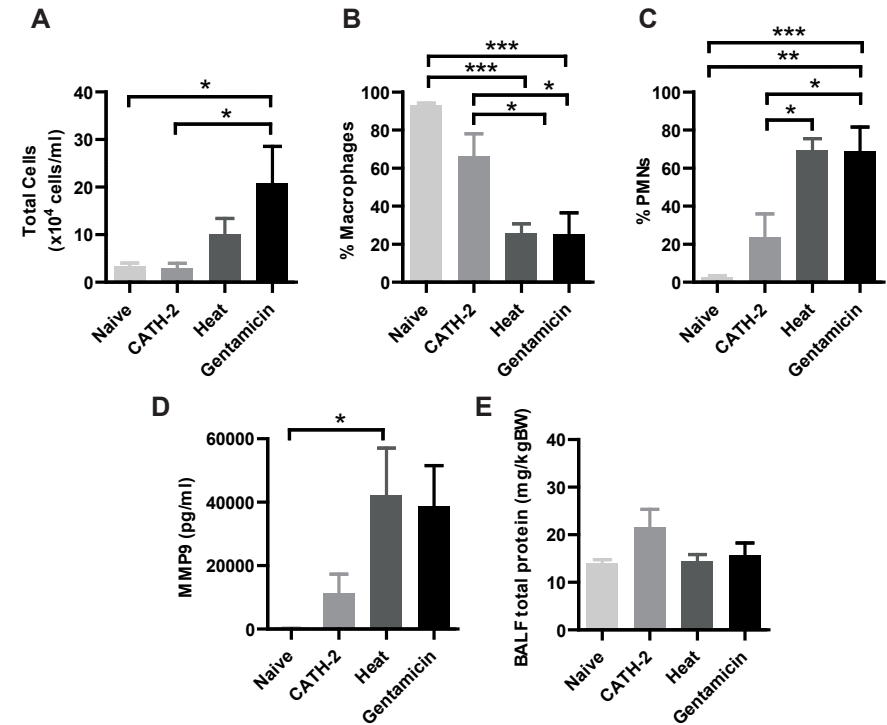 A
B
C
*
*
Total Cells
(x10⁴ cells/ml)
40
30
20
10
0
Naive
CATH-2
Heat
Gentamicin
***
***
*
*
% Macrophages
100
80
60
40
20
0
Naive
CATH-2
Heat
Gentamicin
***
**
*
*
% PMNs
100
80
60
40
20
0
Naive
CATH-2
Heat
Gentamicin
D
E
*
MMP9 (pg/ml)
60000
40000
20000
0
Naive
CATH-2
Heat
Gentamicin
BALF total protein (mg/kgBW)
40
30
20
10
0
Naive
CATH-2
Heat
Gentamicin